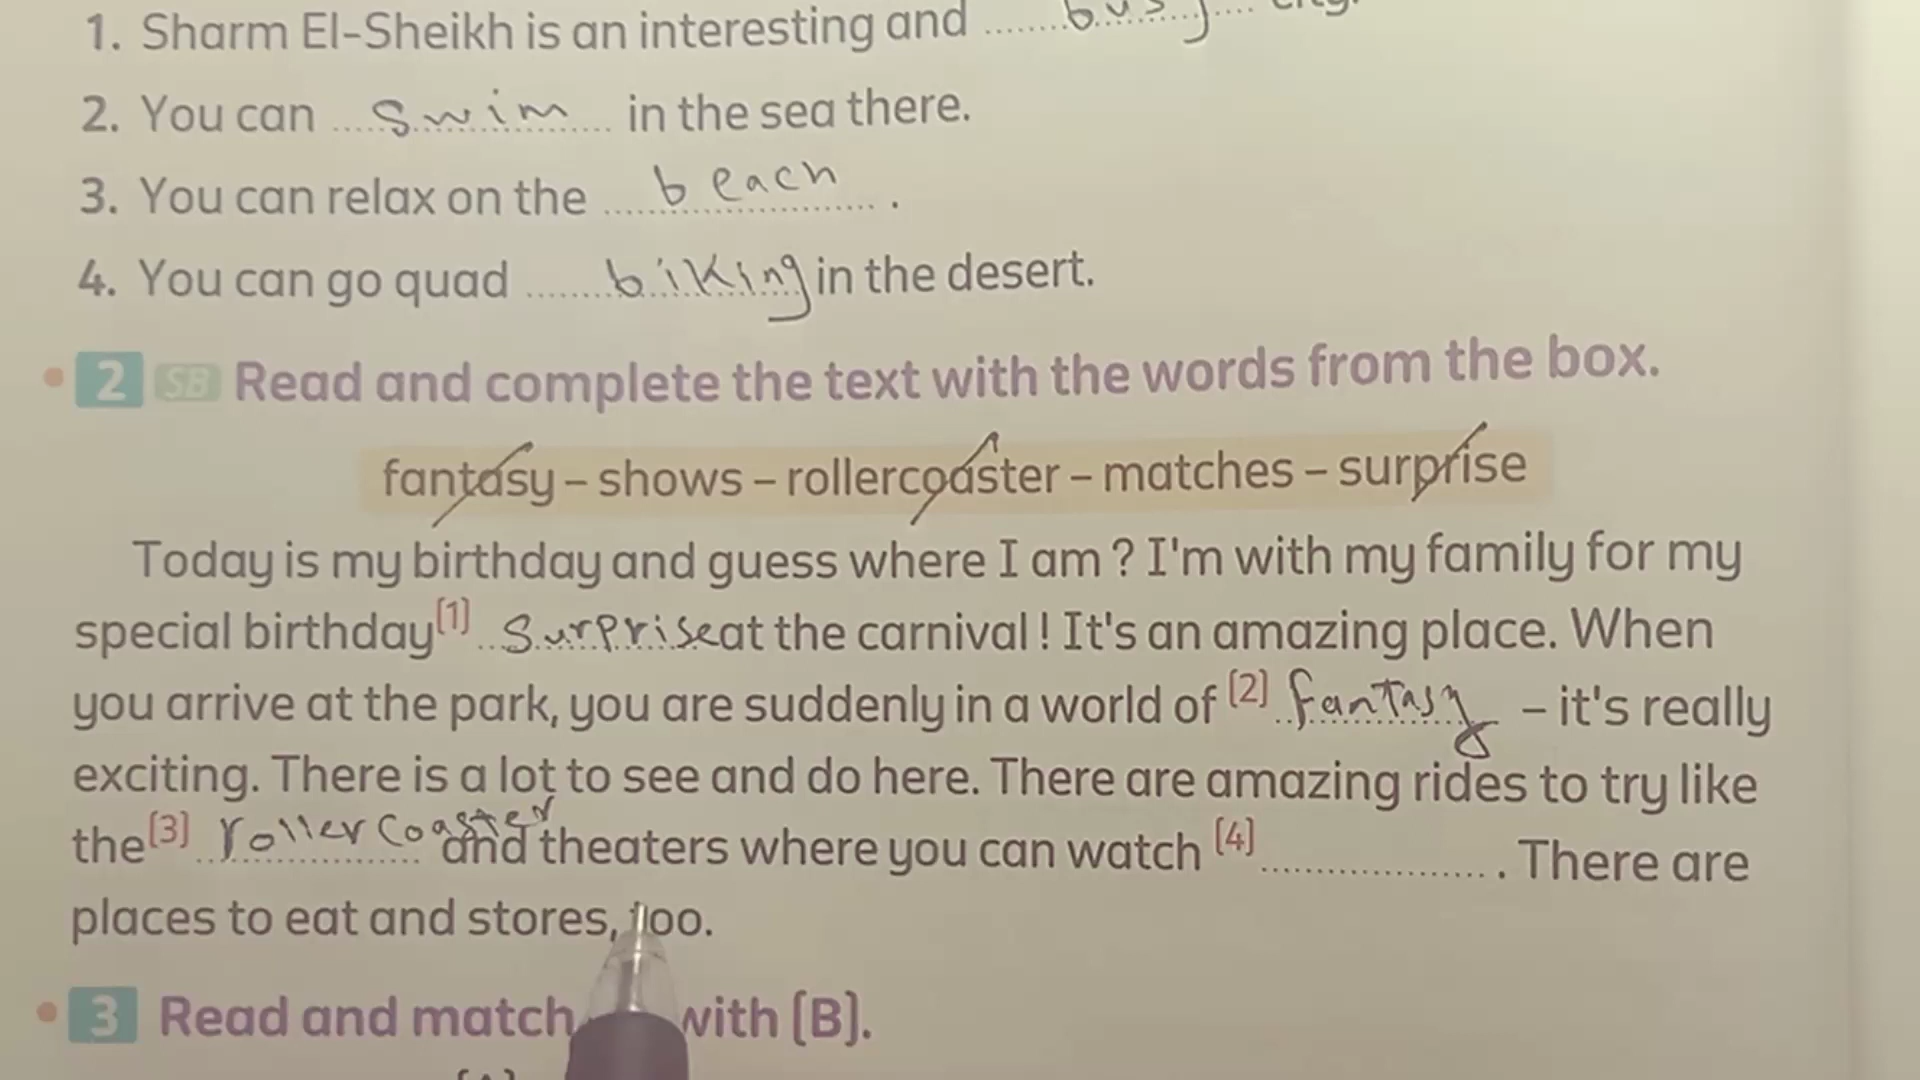 1. Sharm El-Sheikh is an interesting and ........busy.... city.
2. You can ....swim....... in the sea there.
3. You can relax on the ....beach.......... .
4. You can go quad ......biking in the desert.
2 SB Read and complete the text with the words from the box.
fantasy – shows – rollercoaster – matches – surprise
Today is my birthday and guess where I am ? I'm with my family for my
special birthday [1] ..Surprise at the carnival ! It's an amazing place. When
you arrive at the park, you are suddenly in a world of [2] ..fantasy – it's really
exciting. There is a lot to see and do here. There are amazing rides to try like
the [3] roller coaster and theaters where you can watch [4] .................... . There are
places to eat and stores, too.
3 Read and match with [B].